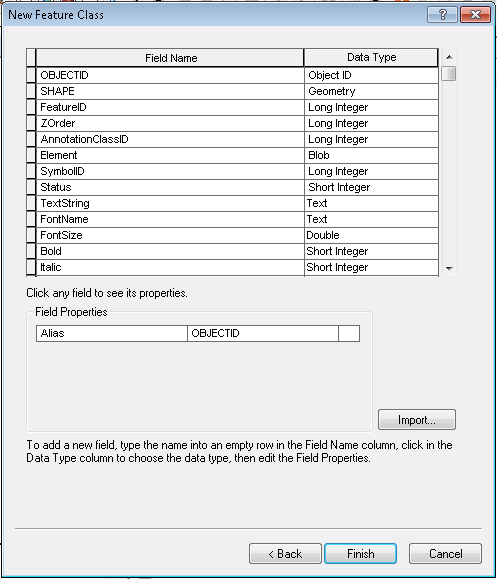 New Feature Class
?
Field Name Data Type
OBJECTID Object ID
SHAPE Geometry
FeatureID Long Integer
ZOrder Long Integer
AnnotationClassID Long Integer
Element Blob
SymbolID Long Integer
Status Short Integer
TextString Text
FontName Text
FontSize Double
Bold Short Integer
Italic Short Integer
Click any field to see its properties.
Field Properties
Alias OBJECTID
Import...
To add a new field, type the name into an empty row in the Field Name column, click in the
Data Type column to choose the data type, then edit the Field Properties.
< Back Finish Cancel